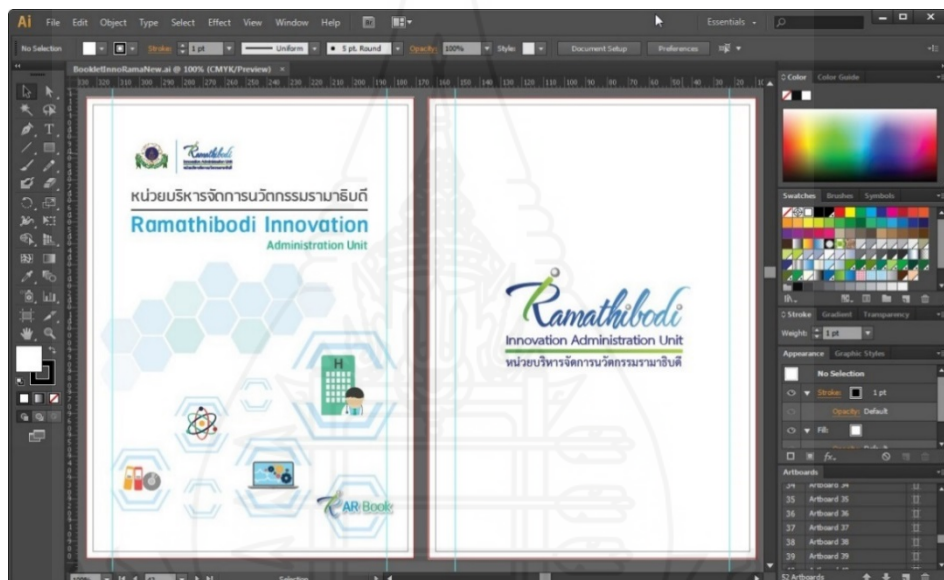 Ai File Edit Object Type Select Effect View Window Help Essentials
No Selection Stroke: 1 pt Uniform 5 pt. Round Opacity: 100% Style: Document Setup Preferences
BookletInnoRamaNew.ai @ 100% (CMYK/Preview) ×
Ramathibodi
หน่วยบริหารจัดการนวัตกรรมรามาธิบดี
Ramathibodi Innovation
Administration Unit
H
AR Book
Ramathibodi
Innovation Administration Unit
หน่วยบริหารจัดการนวัตกรรมรามาธิบดี
Color Color Guide
Swatches Brushes Symbols
Stroke Gradient Transparency
Weight: 1 pt
Appearance Graphic Styles
No Selection
Stroke: 1 pt
Opacity: Default
Fill:
Artboards
34 Artboard 34
35 Artboard 35
36 Artboard 36
37 Artboard 37
38 Artboard 38
39 Artboard 39
52 Artboards
Selection